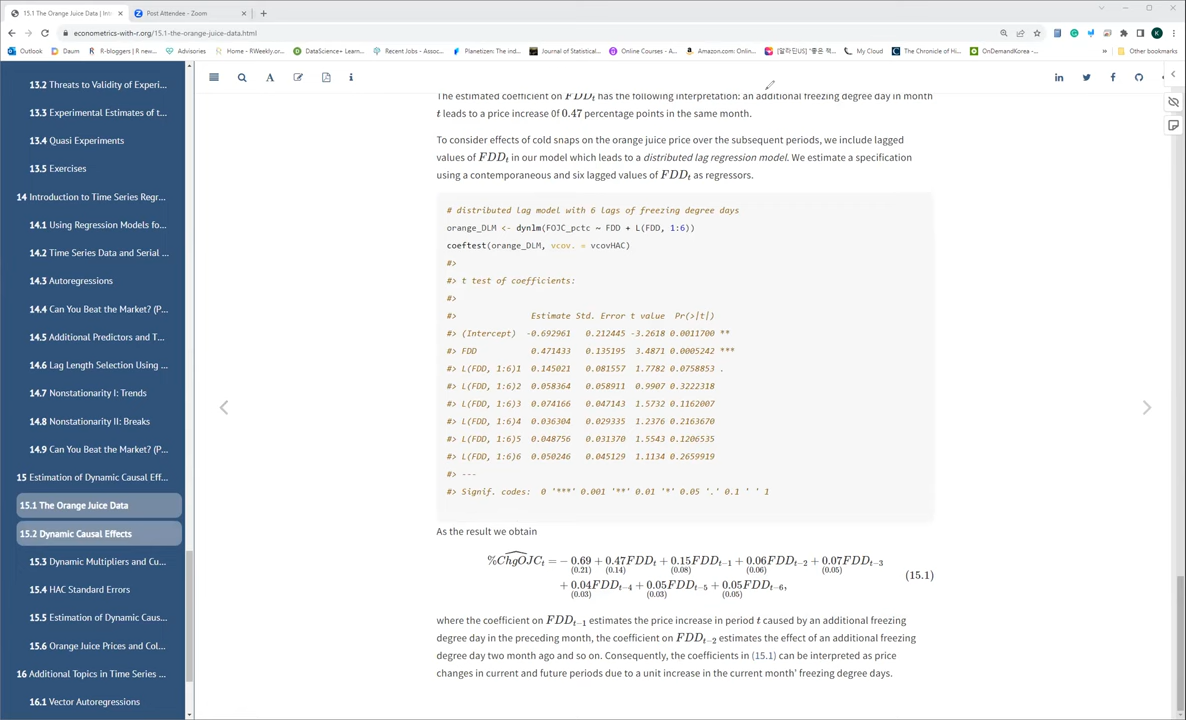 15.1 The Orange Juice Data | Int
Post Attendee - Zoom
econometrics-with-r.org/15.1-the-orange-juice-data.html
Outlook
Daum
R-bloggers | R new...
Advisories
Home - RWeekly.or...
DataScience+ Learn...
Recent Jobs - Assoc...
Planetizen: The ind...
Journal of Statistical...
Online Courses - A...
Amazon.com: Onlin...
[알라딘US] "좋은 책...
My Cloud
The Chronicle of Hi...
OnDemandKorea -...
Other bookmarks
13.2 Threats to Validity of Experi...
13.3 Experimental Estimates of t...
13.4 Quasi Experiments
13.5 Exercises
14 Introduction to Time Series Regr...
14.1 Using Regression Models fo...
14.2 Time Series Data and Serial ...
14.3 Autoregressions
14.4 Can You Beat the Market? (P...
14.5 Additional Predictors and T...
14.6 Lag Length Selection Using ...
14.7 Nonstationarity I: Trends
14.8 Nonstationarity II: Breaks
14.9 Can You Beat the Market? (P...
15 Estimation of Dynamic Causal Eff...
15.1 The Orange Juice Data
15.2 Dynamic Causal Effects
15.3 Dynamic Multipliers and Cu...
15.4 HAC Standard Errors
15.5 Estimation of Dynamic Caus...
15.6 Orange Juice Prices and Col...
16 Additional Topics in Time Series ...
16.1 Vector Autoregressions
The estimated coefficient on FDD_t has the following interpretation: an additional freezing degree day in month
t leads to a price increase of 0.47 percentage points in the same month.
To consider effects of cold snaps on the orange juice price over the subsequent periods, we include lagged
values of FDD_t in our model which leads to a distributed lag regression model. We estimate a specification
using a contemporaneous and six lagged values of FDD_t as regressors.
# distributed lag model with 6 lags of freezing degree days
orange_DLM <- dynlm(FOJC_pctc ~ FDD + L(FDD, 1:6))
coeftest(orange_DLM, vcov. = vcovHAC)
#>
#> t test of coefficients:
#>
#> Estimate Std. Error t value Pr(>|t|)
#> (Intercept) -0.692961 0.212445 -3.2618 0.0011700 **
#> FDD 0.471433 0.135195 3.4871 0.0005242 ***
#> L(FDD, 1:6)1 0.145021 0.081557 1.7782 0.0758853 .
#> L(FDD, 1:6)2 0.058364 0.058911 0.9907 0.3222318
#> L(FDD, 1:6)3 0.074166 0.047143 1.5732 0.1162007
#> L(FDD, 1:6)4 0.036304 0.029335 1.2376 0.2163670
#> L(FDD, 1:6)5 0.048756 0.031370 1.5543 0.1206535
#> L(FDD, 1:6)6 0.050246 0.045129 1.1134 0.2659919
#> ---
#> Signif. codes: 0 '***' 0.001 '**' 0.01 '*' 0.05 '.' 0.1 ' ' 1
As the result we obtain
%ChgOJC_t = − 0.69 + 0.47FDD_t + 0.15FDD_{t−1} + 0.06FDD_{t−2} + 0.07FDD_{t−3}
(0.21) (0.14) (0.08) (0.06) (0.05)
+ 0.04FDD_{t−4} + 0.05FDD_{t−5} + 0.05FDD_{t−6}, (15.1)
(0.03) (0.03) (0.05)
where the coefficient on FDD_{t−1} estimates the price increase in period t caused by an additional freezing
degree day in the preceding month, the coefficient on FDD_{t−2} estimates the effect of an additional freezing
degree day two month ago and so on. Consequently, the coefficients in (15.1) can be interpreted as price
changes in current and future periods due to a unit increase in the current month' freezing degree days.